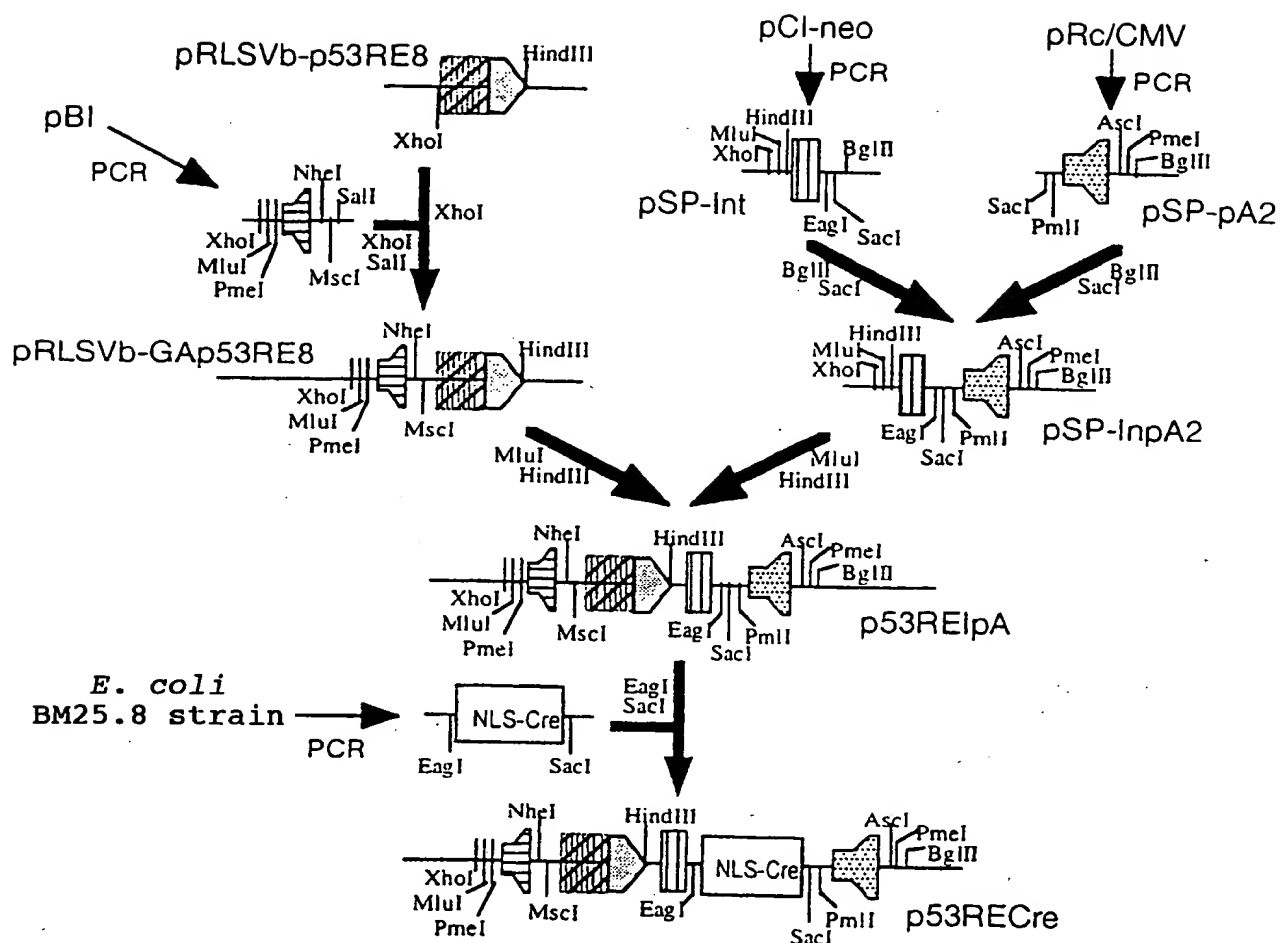 pRLSVb-p53RE8
HindIII
XhoI
pBI
PCR
NheI
SalI
XhoI
MluI
PmeI
MscI
XhoI
XhoI
SalI
pCI-neo
PCR
HindIII
MluI
XhoI
BglII
pSP-Int
EagI
SacI
pRc/CMV
PCR
AscI
PmeI
BglII
SacI
PmlI
pSP-pA2
BglII
SacI
BglII
SacI
pRLSVb-GAp53RE8
NheI
HindIII
XhoI
MluI
PmeI
MscI
HindIII
MluI
XhoI
AscI
PmeI
BglII
EagI
SacI
PmlI
pSP-InpA2
MluI
HindIII
MluI
HindIII
NheI
HindIII
AscI
PmeI
BglII
XhoI
MluI
PmeI
MscI
EagI
SacI
PmlI
p53REIpA
E. coli
BM25.8 strain
PCR
NLS-Cre
EagI
SacI
EagI
SacI
NheI
HindIII
AscI
PmeI
BglII
XhoI
MluI
PmeI
MscI
EagI
NLS-Cre
SacI
PmlI
p53RECre